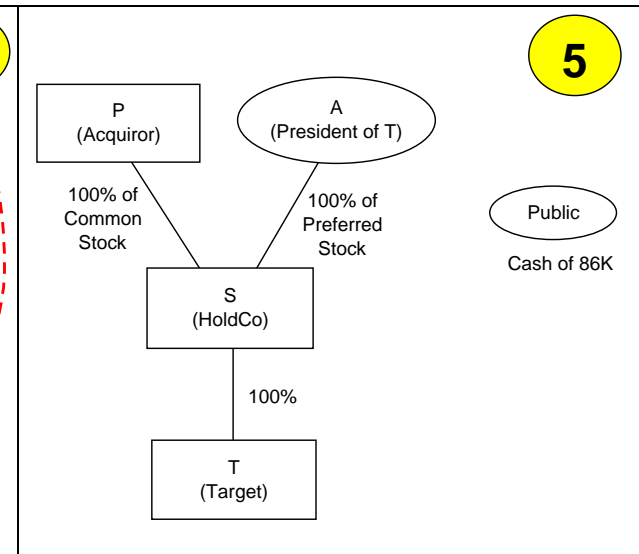 5
P
(Acquiror)
A
(President of T)
100% of
Common
Stock
100% of
Preferred
Stock
Public
Cash of 86K
S
(HoldCo)
100%
T
(Target)